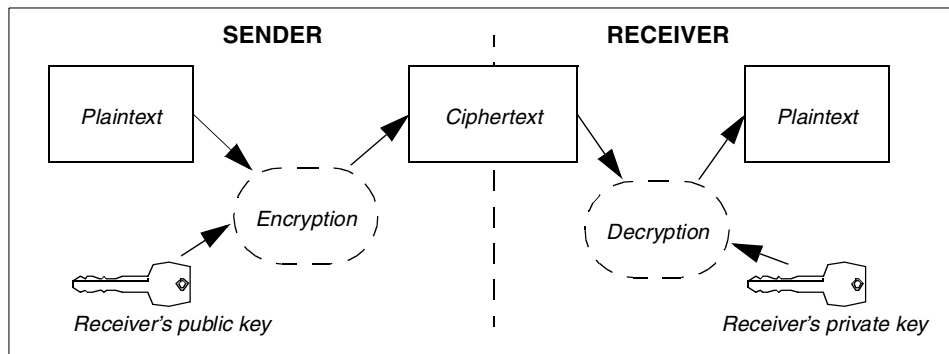 SENDER
RECEIVER
Plaintext
Ciphertext
Plaintext
Encryption
Decryption
Receiver's public key
Receiver's private key